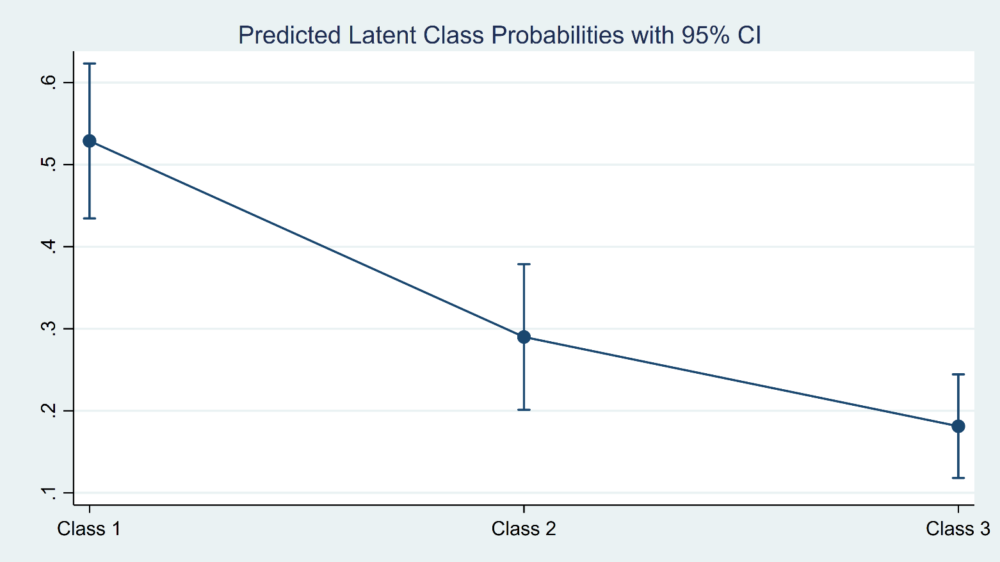 Predicted Latent Class Probabilities with 95% CI
.6
.5
.4
.3
.2
.1
Class 1
Class 2
Class 3